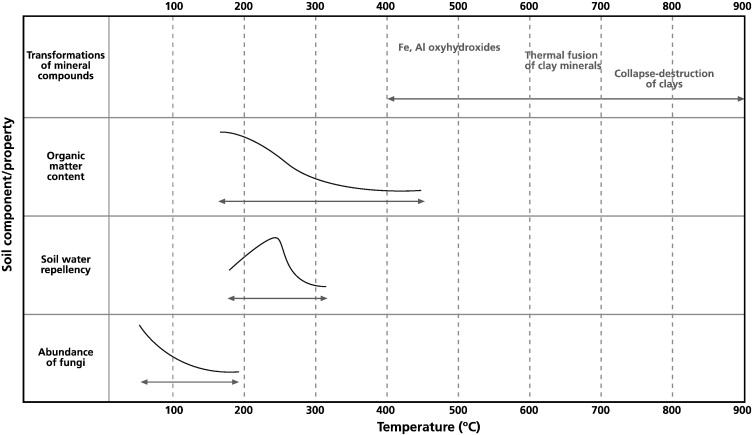 100 200 300 400 500 600 700 800 900
Soil component/property
Transformations
of mineral
compounds
Fe, Al oxyhydroxides
Thermal fusion
of clay minerals
Collapse-destruction
of clays
Organic
matter
content
Soil water
repellency
Abundance
of fungi
100 200 300 400 500 600 700 800 900
Temperature (ºC)